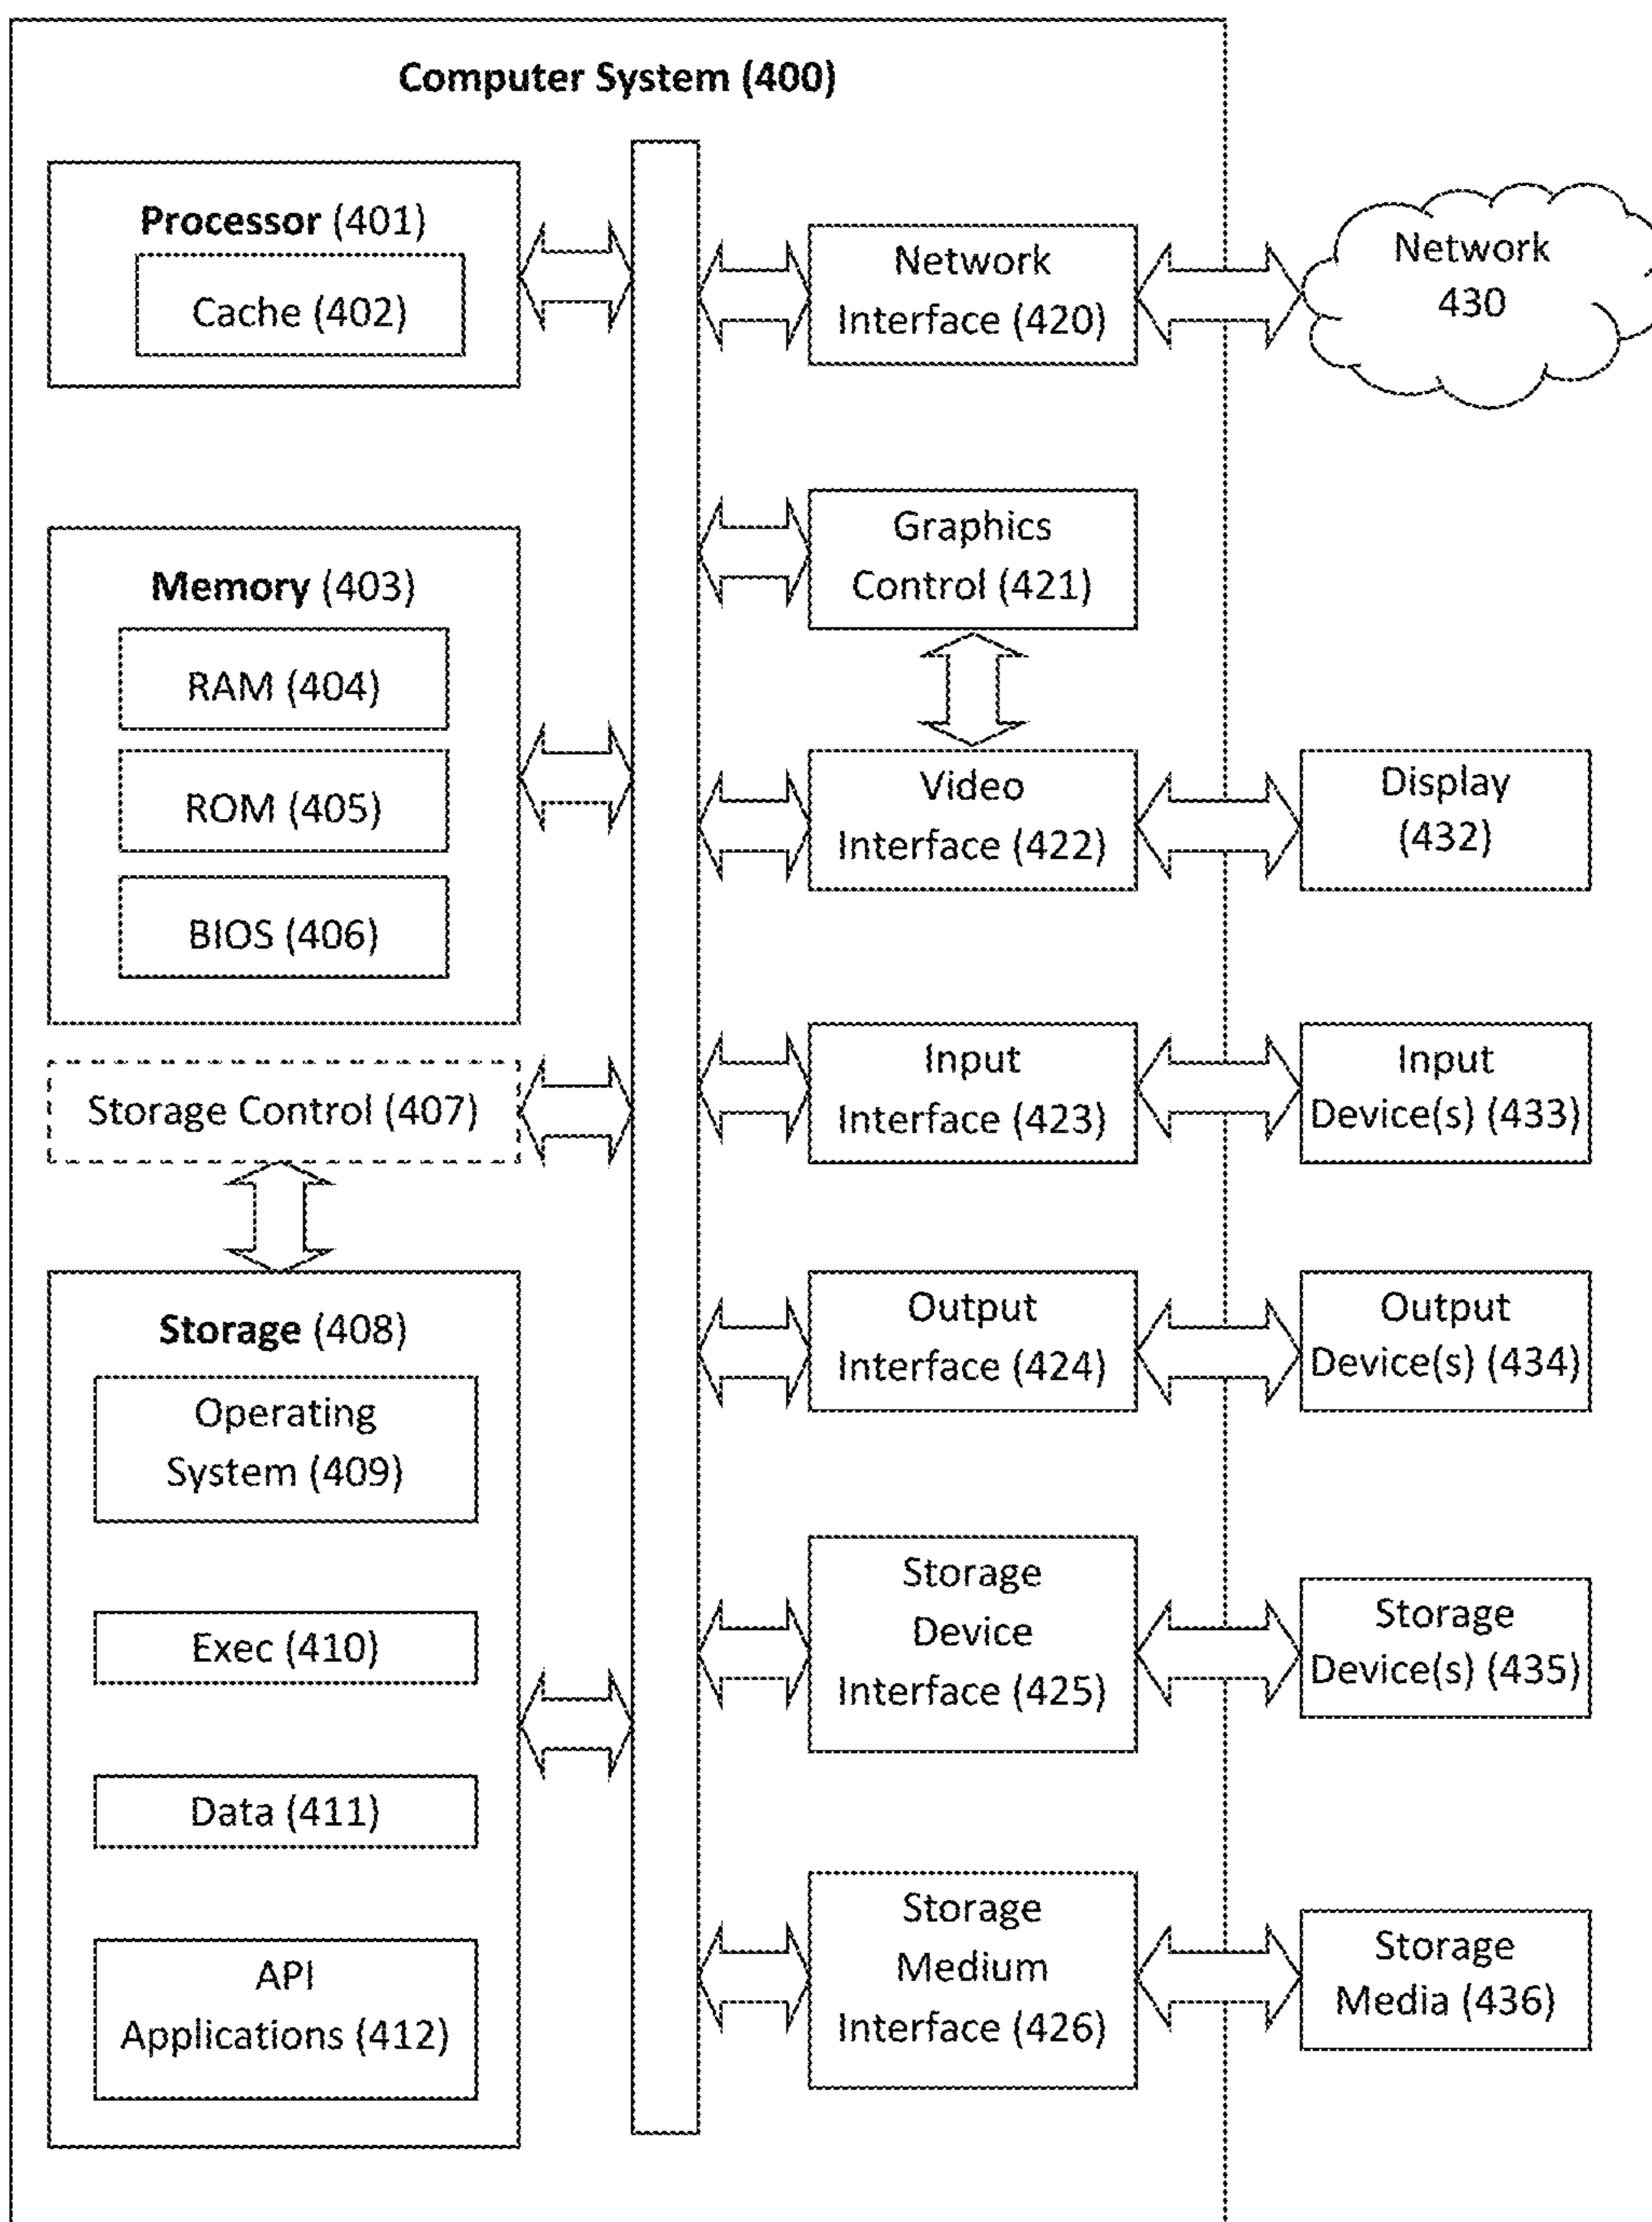 Computer System (400)
Processor (401)
Cache (402)
Memory (403)
RAM (404)
ROM (405)
BIOS (406)
Storage Control (407)
Storage (408)
Operating
System (409)
Exec (410)
Data (411)
API
Applications (412)
Network
Interface (420)
Graphics
Control (421)
Video
Interface (422)
Input
Interface (423)
Output
Interface (424)
Storage
Device
Interface (425)
Storage
Medium
Interface (426)
Network
430
Display
(432)
Input
Device(s) (433)
Output
Device(s) (434)
Storage
Device(s) (435)
Storage
Media (436)